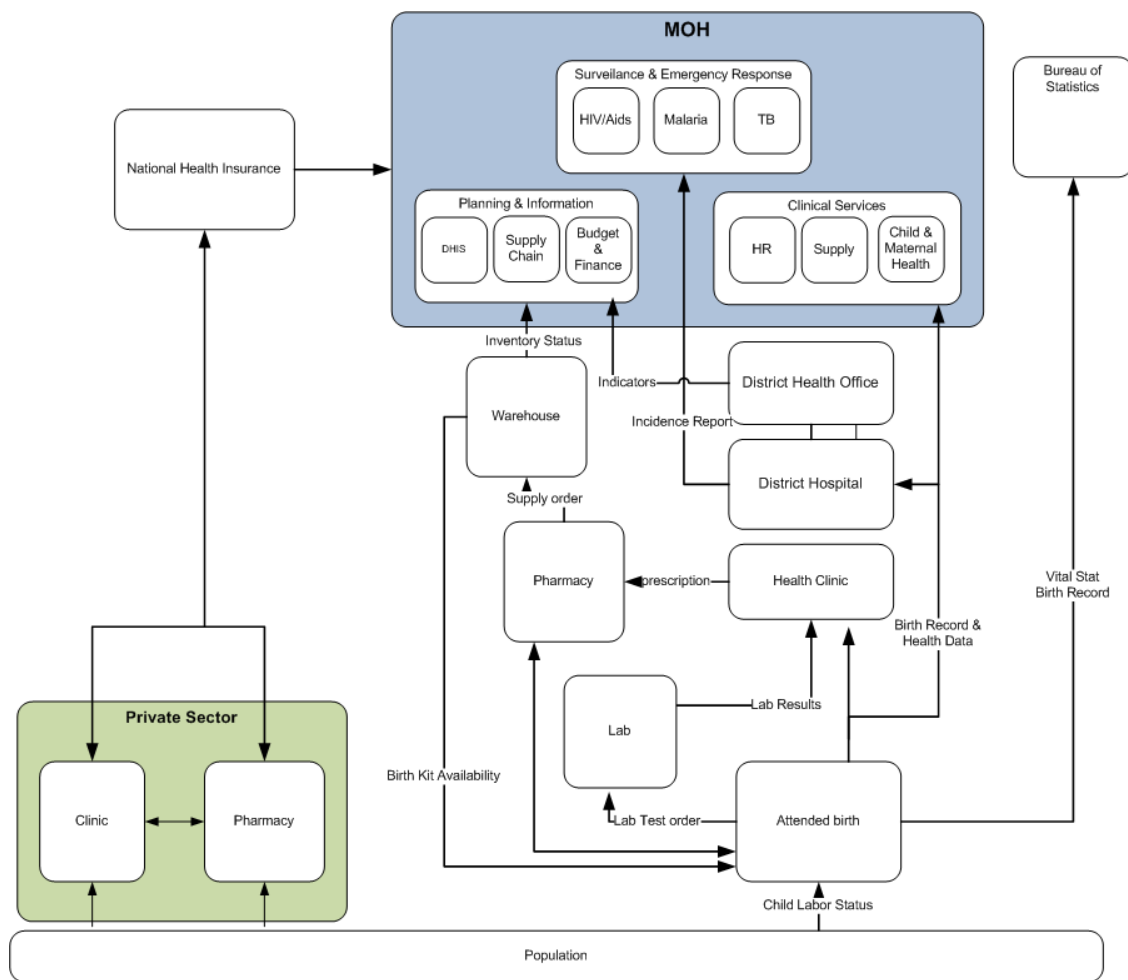 MOH
Surveilance & Emergency Response
HIV/Aids
Malaria
TB
Bureau of
Statistics
National Health Insurance
Planning & Information
DHIS
Supply
Chain
Budget
&
Finance
Clinical Services
HR
Supply
Child &
Maternal
Health
Inventory Status
Indicators
District Health Office
Warehouse
Incidence Report
District Hospital
Supply order
Pharmacy
prescription
Health Clinic
Vital Stat
Birth Record
Birth Record &
Health Data
Lab Results
Lab
Private Sector
Clinic
Pharmacy
Birth Kit Availability
Lab Test order
Attended birth
Child Labor Status
Population